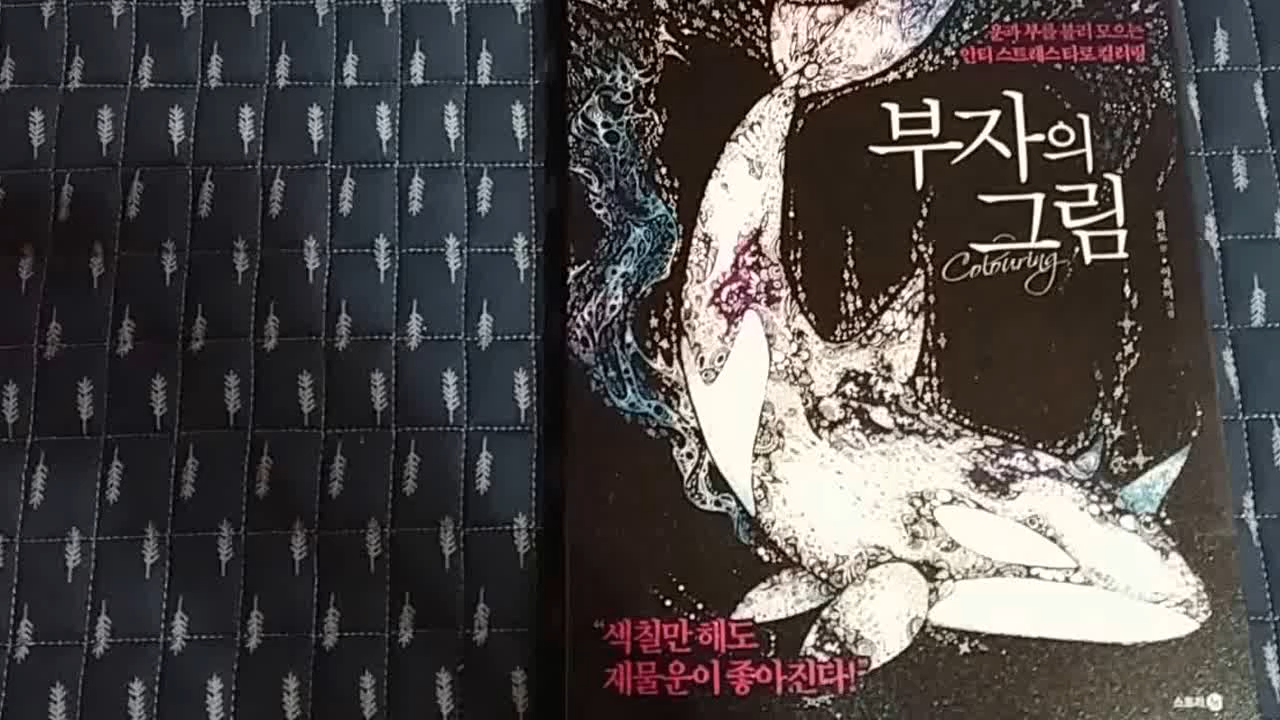 운과 부를 불러 모으는
안티 스트레스 타로 컬러링
부자의
그림
Colouring
“색칠만 해도
재물운이 좋아진다!”